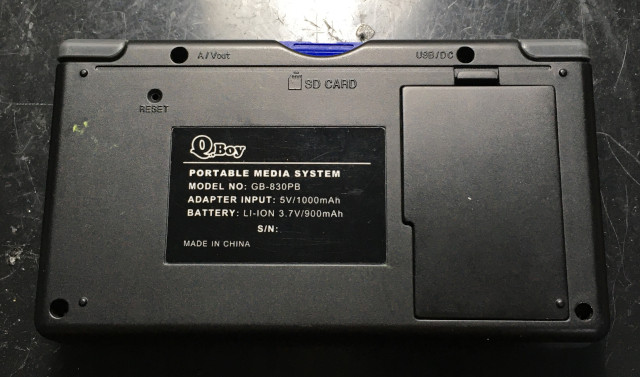 A/Vout
USB/DC
SD CARD
RESET
Q Boy
PORTABLE MEDIA SYSTEM
MODEL NO: GB-830PB
ADAPTER INPUT: 5V/1000mAh
BATTERY: LI-ION 3.7V/900mAh
S/N:
MADE IN CHINA